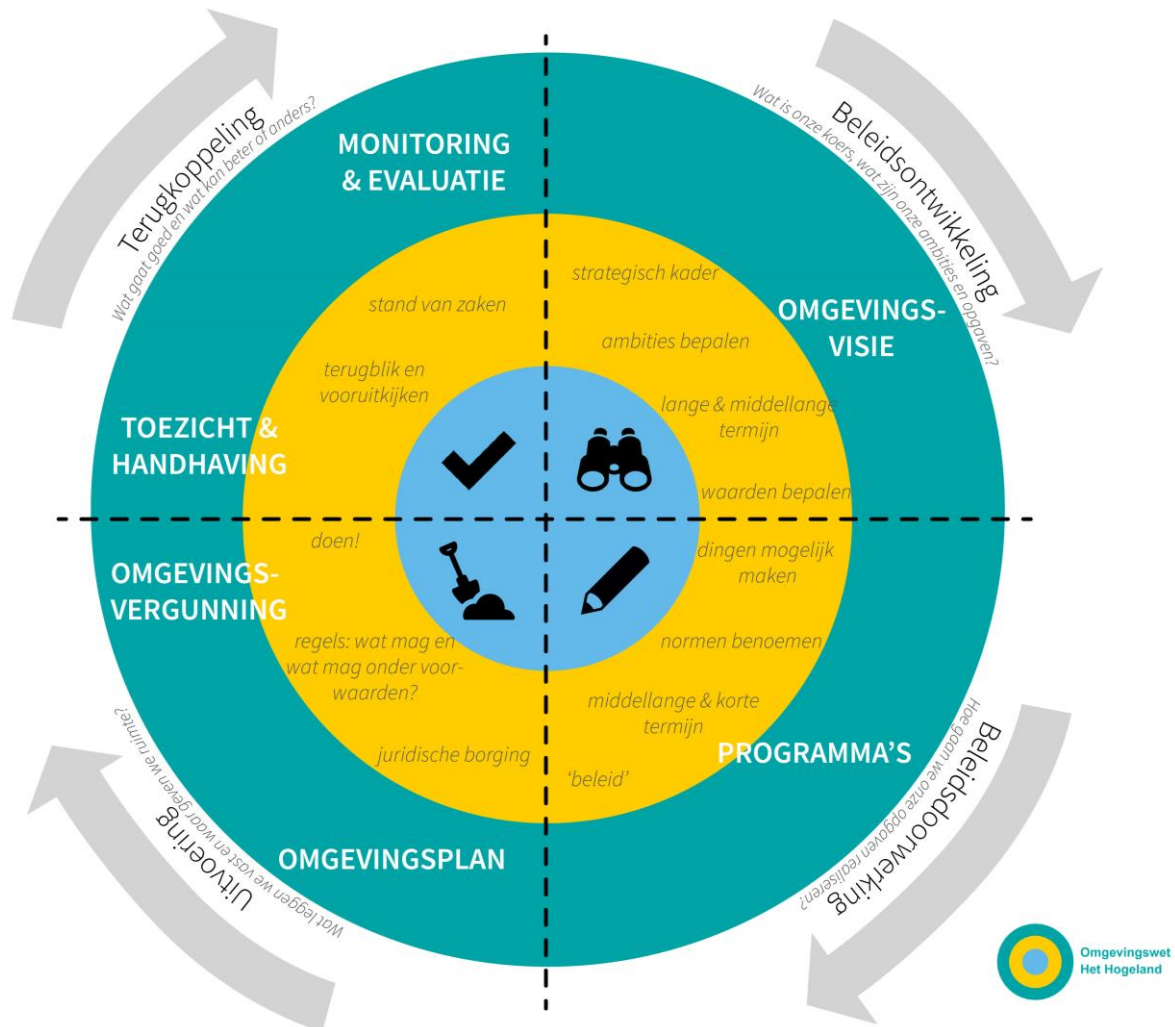 Terugkoppeling
Wat gaat goed en wat kan beter of anders?
MONITORING
& EVALUATIE
stand van zaken
terugblik en
vooruitkijken
TOEZICHT &
HANDHAVING
Beleidsontwikkeling
Wat is onze koers, wat zijn onze ambities en opgaven?
strategisch kader
OMGEVINGS-
VISIE
ambities bepalen
lange & middellange
termijn
waarden bepalen
dingen mogelijk
maken
normen benoemen
middellange & korte
termijn
PROGRAMMA'S
'beleid'
Beleidsdoorwerking
Hoe gaan we onze opgaven realiseren?
doen!
OMGEVINGS-
VERGUNNING
regels: wat mag en
wat mag onder voor-
waarden?
juridische borging
OMGEVINGSPLAN
Uitvoering
Wat leggen we vast en waar geven we ruimte?
Omgevingswet
Het Hogeland